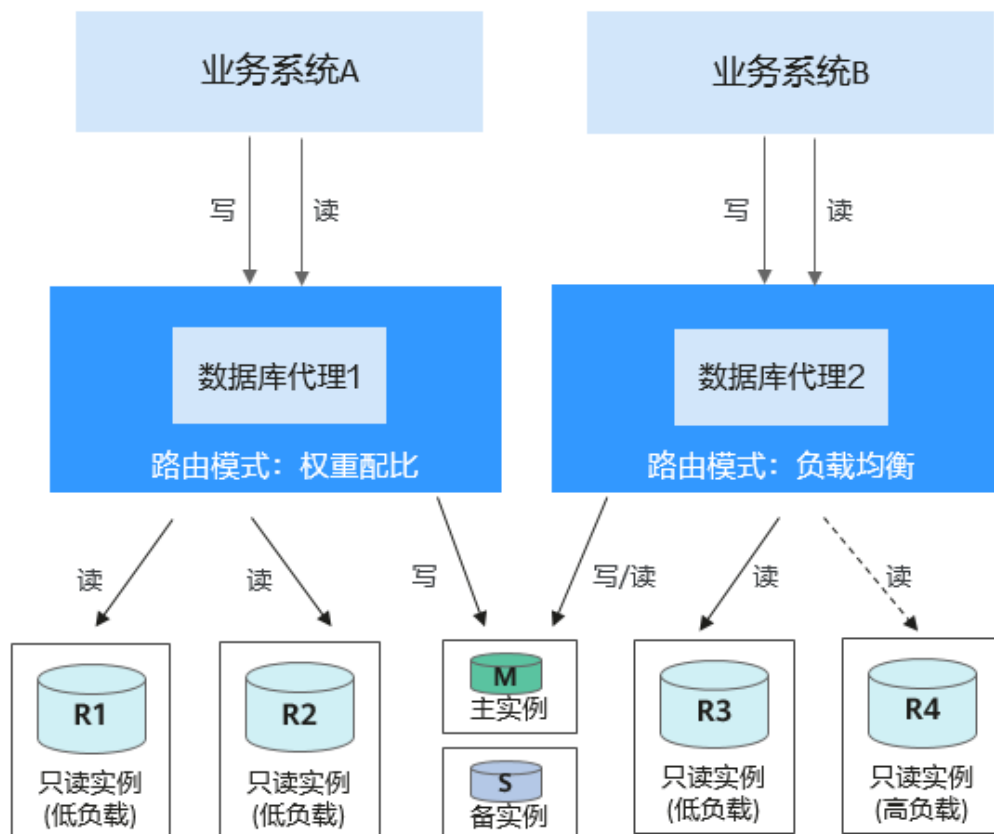 业务系统A
业务系统B
写
读
写
读
数据库代理1
数据库代理2
路由模式：权重配比
路由模式：负载均衡
读
读
写
写/读
读
读
R1
R2
M
主实例
R3
R4
只读实例
(低负载)
只读实例
(低负载)
S
备实例
只读实例
(低负载)
只读实例
(高负载)